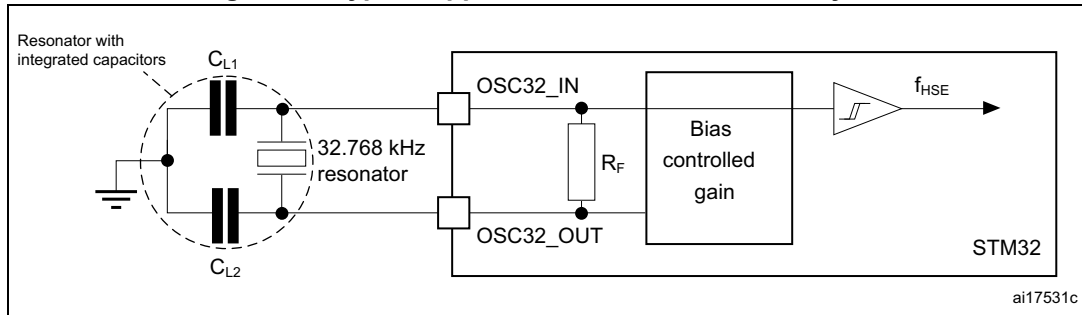 Resonator with
integrated capacitors
CL1
OSC32_IN
fHSE
32.768 kHz
resonator
RF
Bias
controlled
gain
OSC32_OUT
STM32
CL2
ai17531c